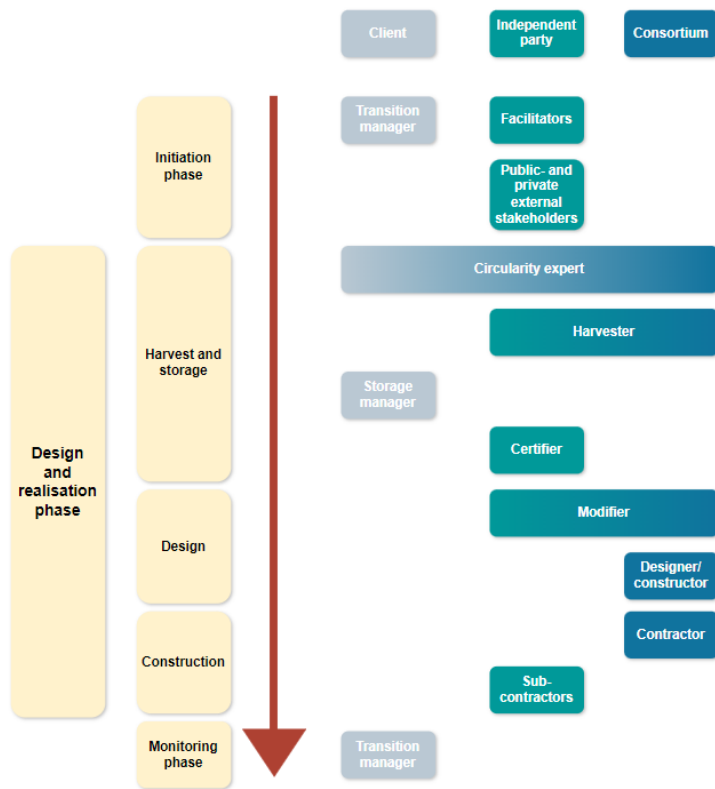 Client
Independent
party
Consortium
Transition
manager
Facilitators
Initiation
phase
Public- and
private
external
stakeholders
Circularity expert
Harvester
Harvest and
storage
Storage
manager
Certifier
Design
and
realisation
phase
Modifier
Design
Designer/
constructor
Contractor
Construction
Sub-
contractors
Monitoring
phase
Transition
manager